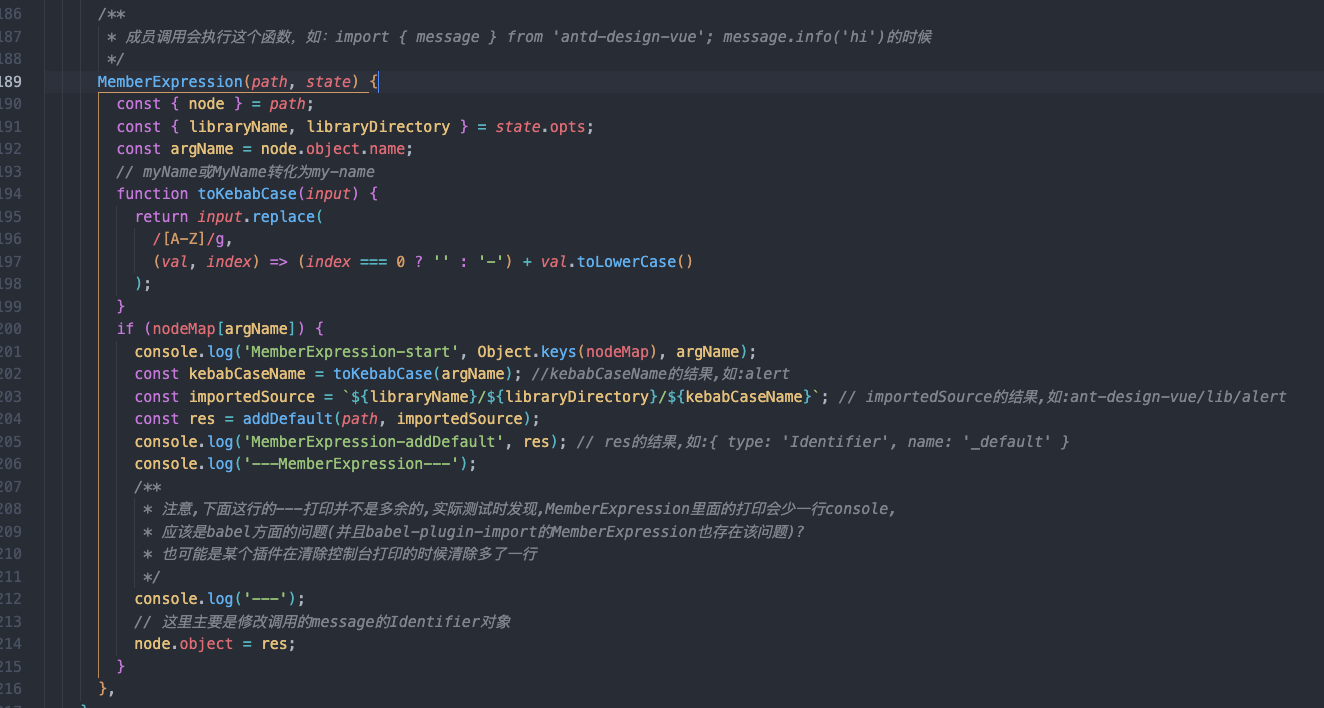 186 /**
187 * 成员调用会执行这个函数，如：import { message } from 'antd-design-vue'; message.info('hi')的时候
188 */
189 MemberExpression(path, state) {
190 const { node } = path;
191 const { libraryName, libraryDirectory } = state.opts;
192 const argName = node.object.name;
193 // myName或MyName转化为my-name
194 function toKebabCase(input) {
195 return input.replace(
196 /[A-Z]/g,
197 (val, index) => (index === 0 ? '' : '-') + val.toLowerCase()
198 );
199 }
200 if (nodeMap[argName]) {
201 console.log('MemberExpression-start', Object.keys(nodeMap), argName);
202 const kebabCaseName = toKebabCase(argName); //kebabCaseName的结果,如:alert
203 const importedSource = `${libraryName}/${libraryDirectory}/${kebabCaseName}`; // importedSource的结果,如:ant-design-vue/lib/alert
204 const res = addDefault(path, importedSource);
205 console.log('MemberExpression-addDefault', res); // res的结果,如:{ type: 'Identifier', name: '_default' }
206 console.log('---MemberExpression---');
207 /**
208 * 注意,下面这行的---打印并不是多余的,实际测试时发现,MemberExpression里面的打印会少一行console,
209 * 应该是babel方面的问题(并且babel-plugin-import的MemberExpression也存在该问题)?
210 * 也可能是某个插件在清除控制台打印的时候清除多了一行
211 */
212 console.log('---');
213 // 这里主要是修改调用的message的Identifier对象
214 node.object = res;
215 }
216 },